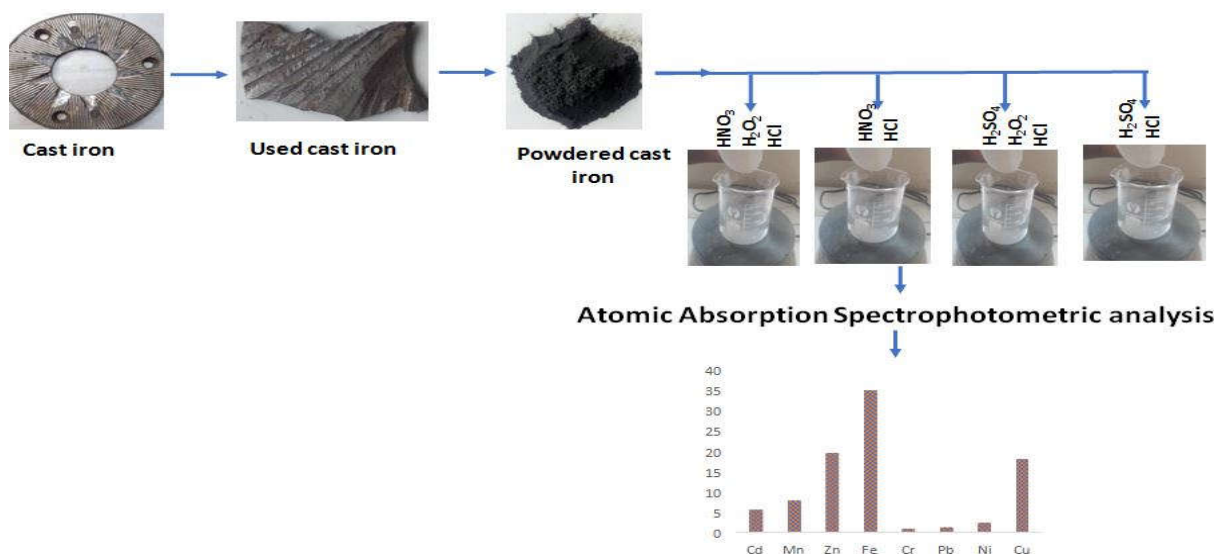 Cast iron
Used cast iron
Powdered cast
iron
HNO₃
H₂O₂
HCl
HNO₃
HCl
H₂SO₄
H₂O₂
HCl
H₂SO₄
HCl
Atomic Absorption Spectrophotometric analysis
40
35
30
25
20
15
10
5
0
Cd Mn Zn Fe Cr Pb Ni Cu